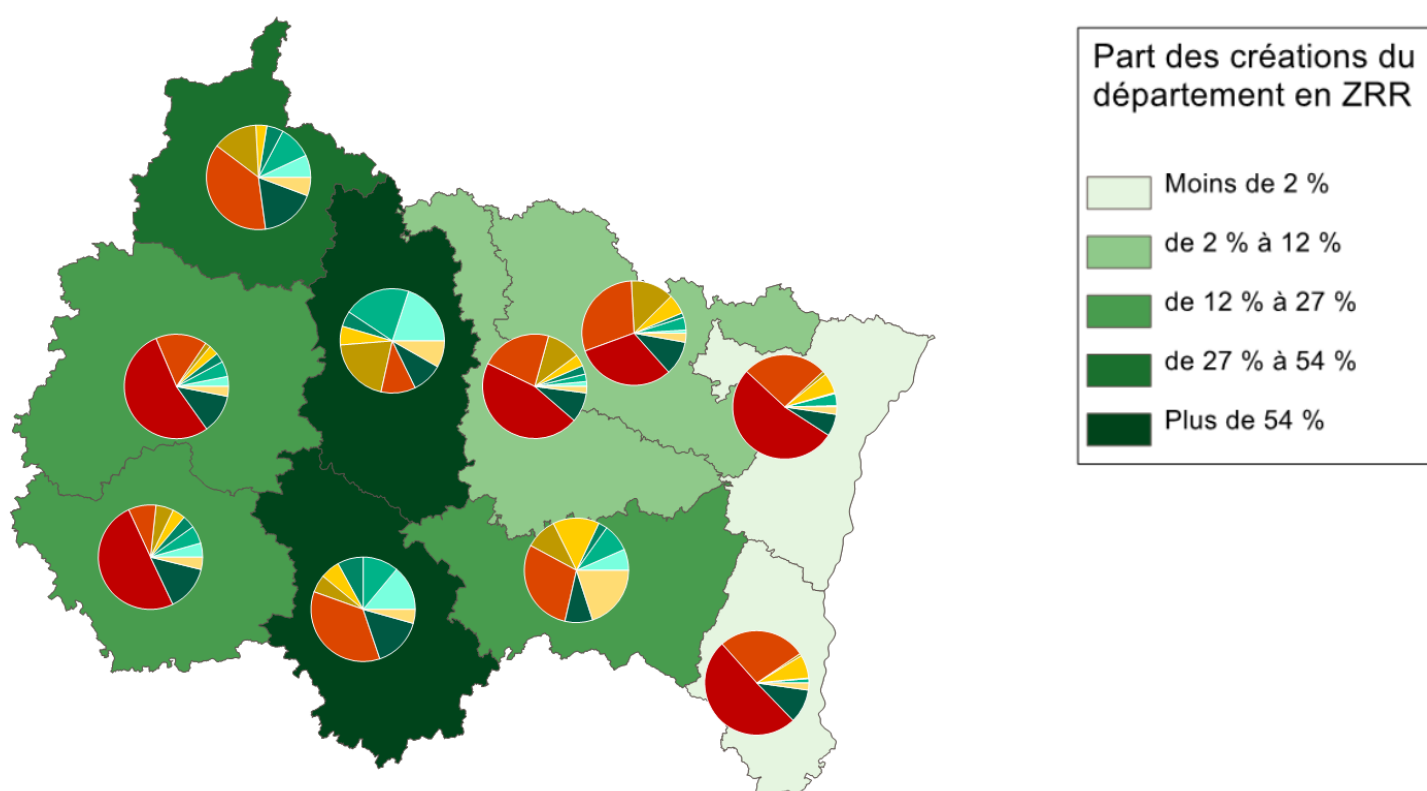 Part des créations du
département en ZRR
Moins de 2 %
de 2 % à 12 %
de 12 % à 27 %
de 27 % à 54 %
Plus de 54 %